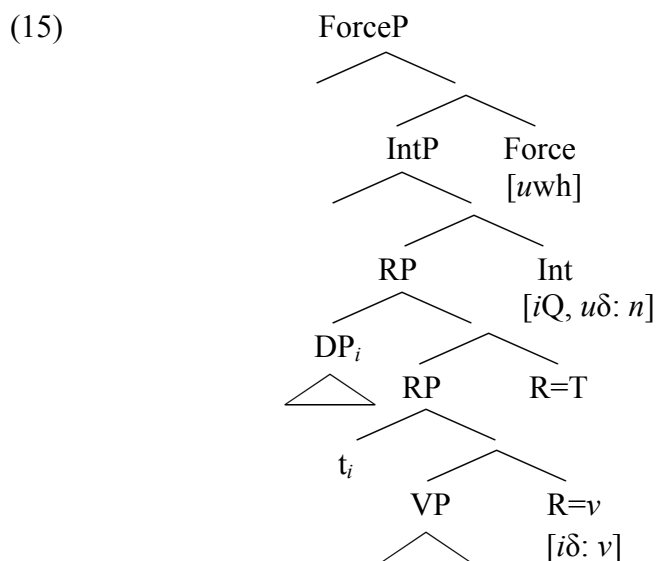 (15) ForceP
IntP Force
[uwh]
RP Int
[iQ, uδ: n]
DPi
RP R=T
ti
VP R=v
[iδ: v]